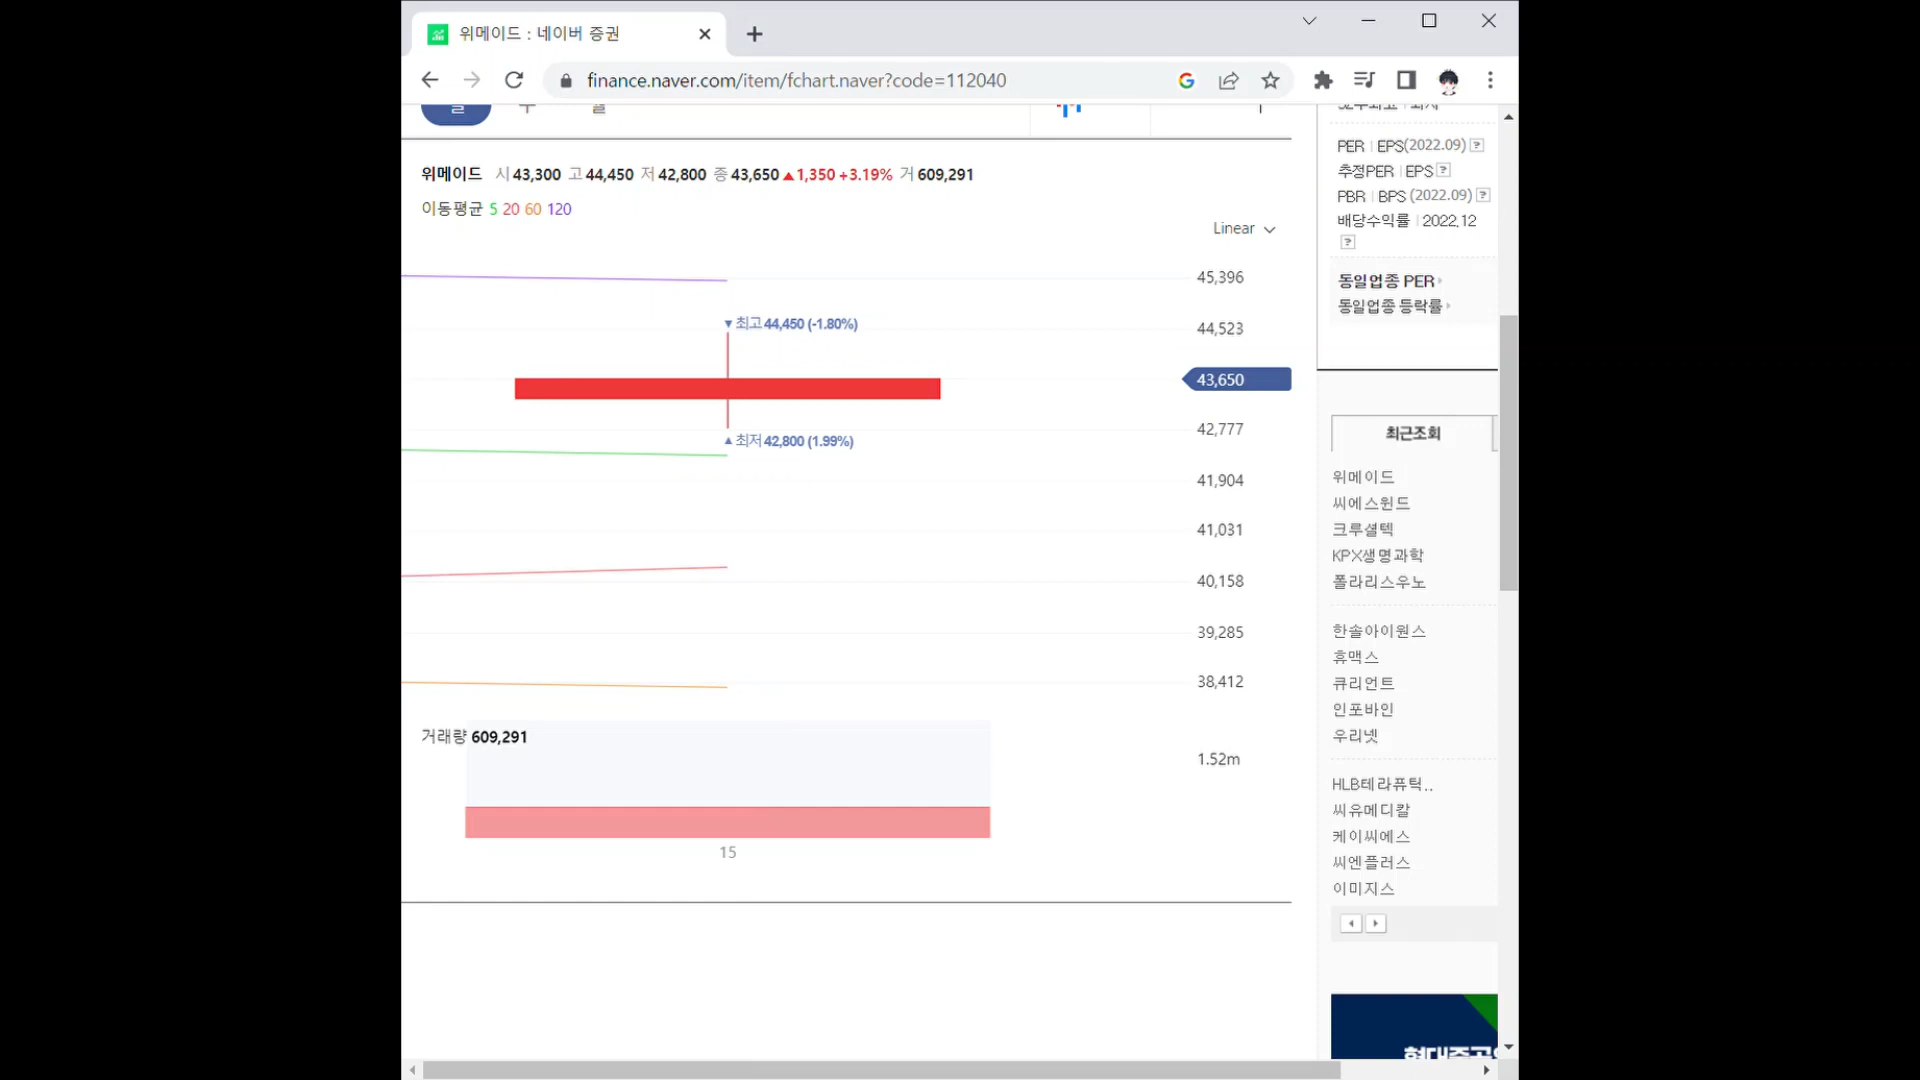 위메이드 : 네이버 증권
finance.naver.com/item/fchart.naver?code=112040
위메이드 시 43,300 고 44,450 저 42,800 종 43,650 ▲1,350 +3.19% 거 609,291
이동평균 5 20 60 120
Linear
45,396
▼최고 44,450 (-1.80%)
44,523
43,650
42,777
▲최저 42,800 (1.99%)
41,904
41,031
40,158
39,285
38,412
거래량 609,291
1.52m
15
PER | EPS(2022.09) ?
추정PER | EPS ?
PBR | BPS (2022.09) ?
배당수익률 | 2022.12
?
동일업종 PER
동일업종 등락률
최근조회
위메이드
씨에스윈드
크루셜텍
KPX생명과학
폴라리스우노
한솔아이원스
휴맥스
큐리언트
인포바인
우리넷
HLB테라퓨틱..
씨유메디칼
케이씨에스
씨엔플러스
이미지스